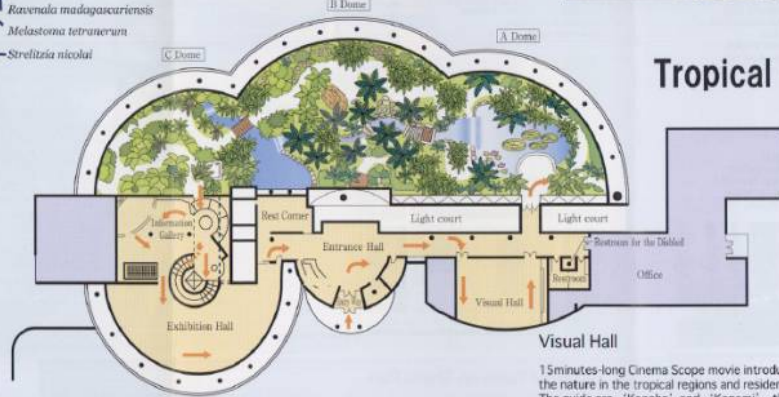 Ravenala madagascariensis
Melastoma tetranerum
Strelitzia nicolai
B Dome
C Dome
A Dome
Tropical
Information
Gallery
Rest Corner
Light court
Light court
Entrance Hall
Restroom for the Disbled
Restroom
Office
Visual Hall
Exhibition Hall
Visual Hall
15minutes-long Cinema Scope movie introdu
the nature in the tropical regions and reside